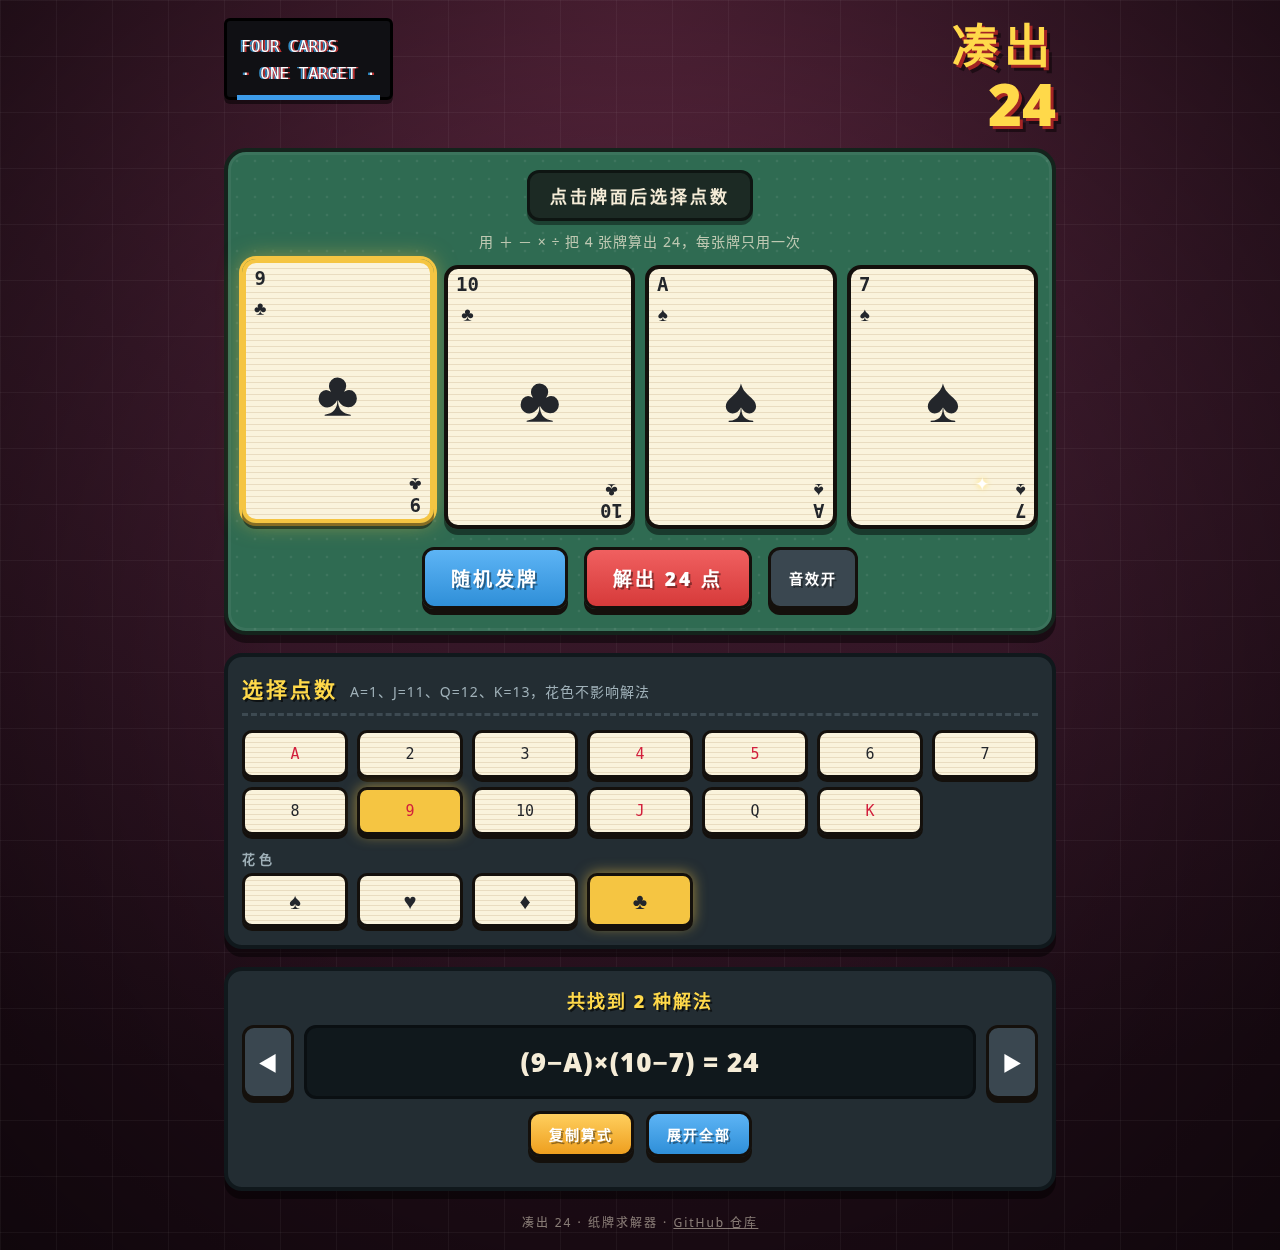 FOUR CARDS
· ONE TARGET ·
凑出
24
点击牌面后选择点数
用 ＋ － × ÷ 把 4 张牌算出 24，每张牌只用一次
9
♣
♣
♣
9
10
♣
♣
♣
10
A
♠
♠
♠
A
7
♠
♠
♠
7
随机发牌
解出 24 点
音效开
选择点数 A=1、J=11、Q=12、K=13，花色不影响解法
A 2 3 4 5 6 7
8 9 10 J Q K
花色
♠ ♥ ♦ ♣
共找到 2 种解法
◀ (9−A)×(10−7) = 24 ▶
复制算式 展开全部
凑出 24 · 纸牌求解器 · GitHub 仓库